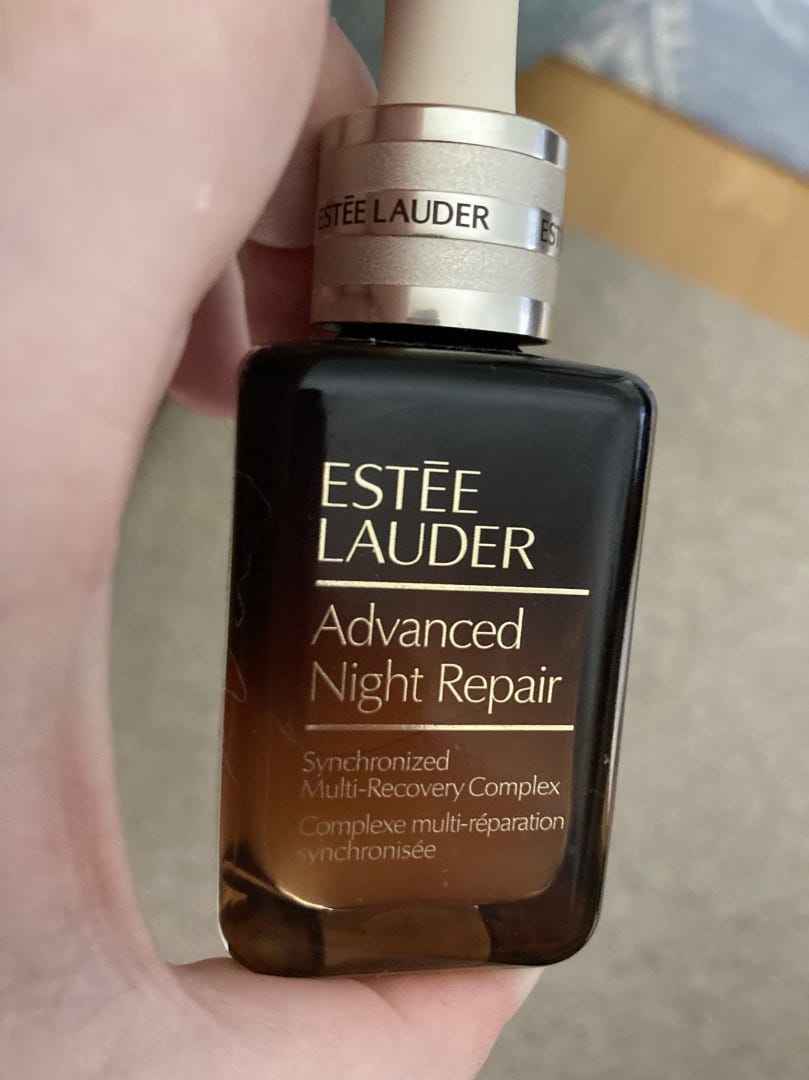 ESTĒE LAUDER
ESTĒE
LAUDER
Advanced
Night Repair
Synchronized
Multi-Recovery Complex
Complexe multi-réparation
synchronisée